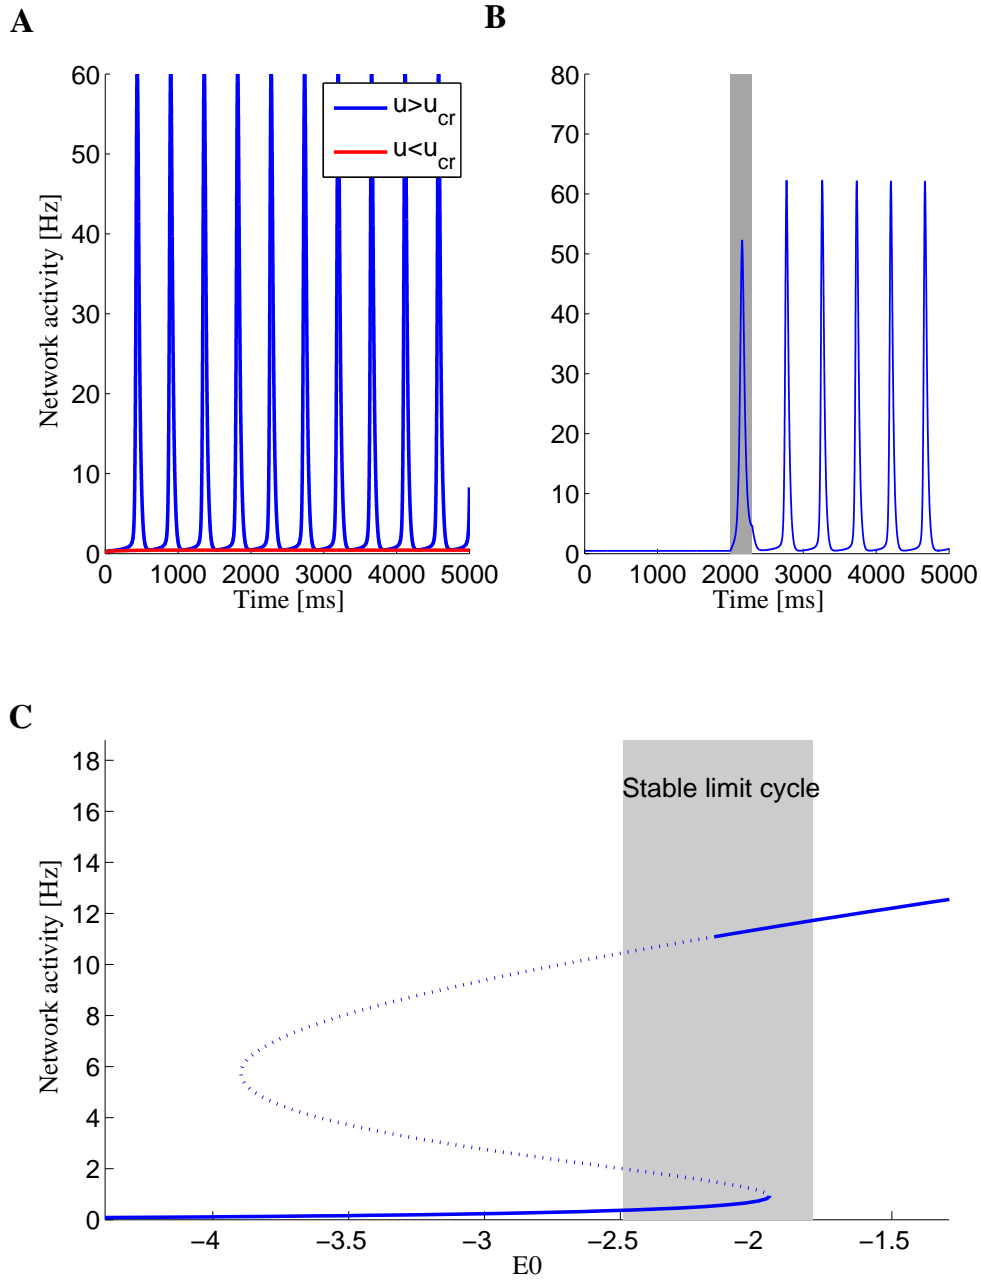 A
B
Network activity [Hz]
60
50
40
30
20
10
0
u>u_cr
u<u_cr
0 1000 2000 3000 4000 5000
Time [ms]
80
70
60
50
40
30
20
10
0
0 1000 2000 3000 4000 5000
Time [ms]
C
Network activity [Hz]
18
16
14
12
10
8
6
4
2
0
Stable limit cycle
−4 −3.5 −3 −2.5 −2 −1.5
E0